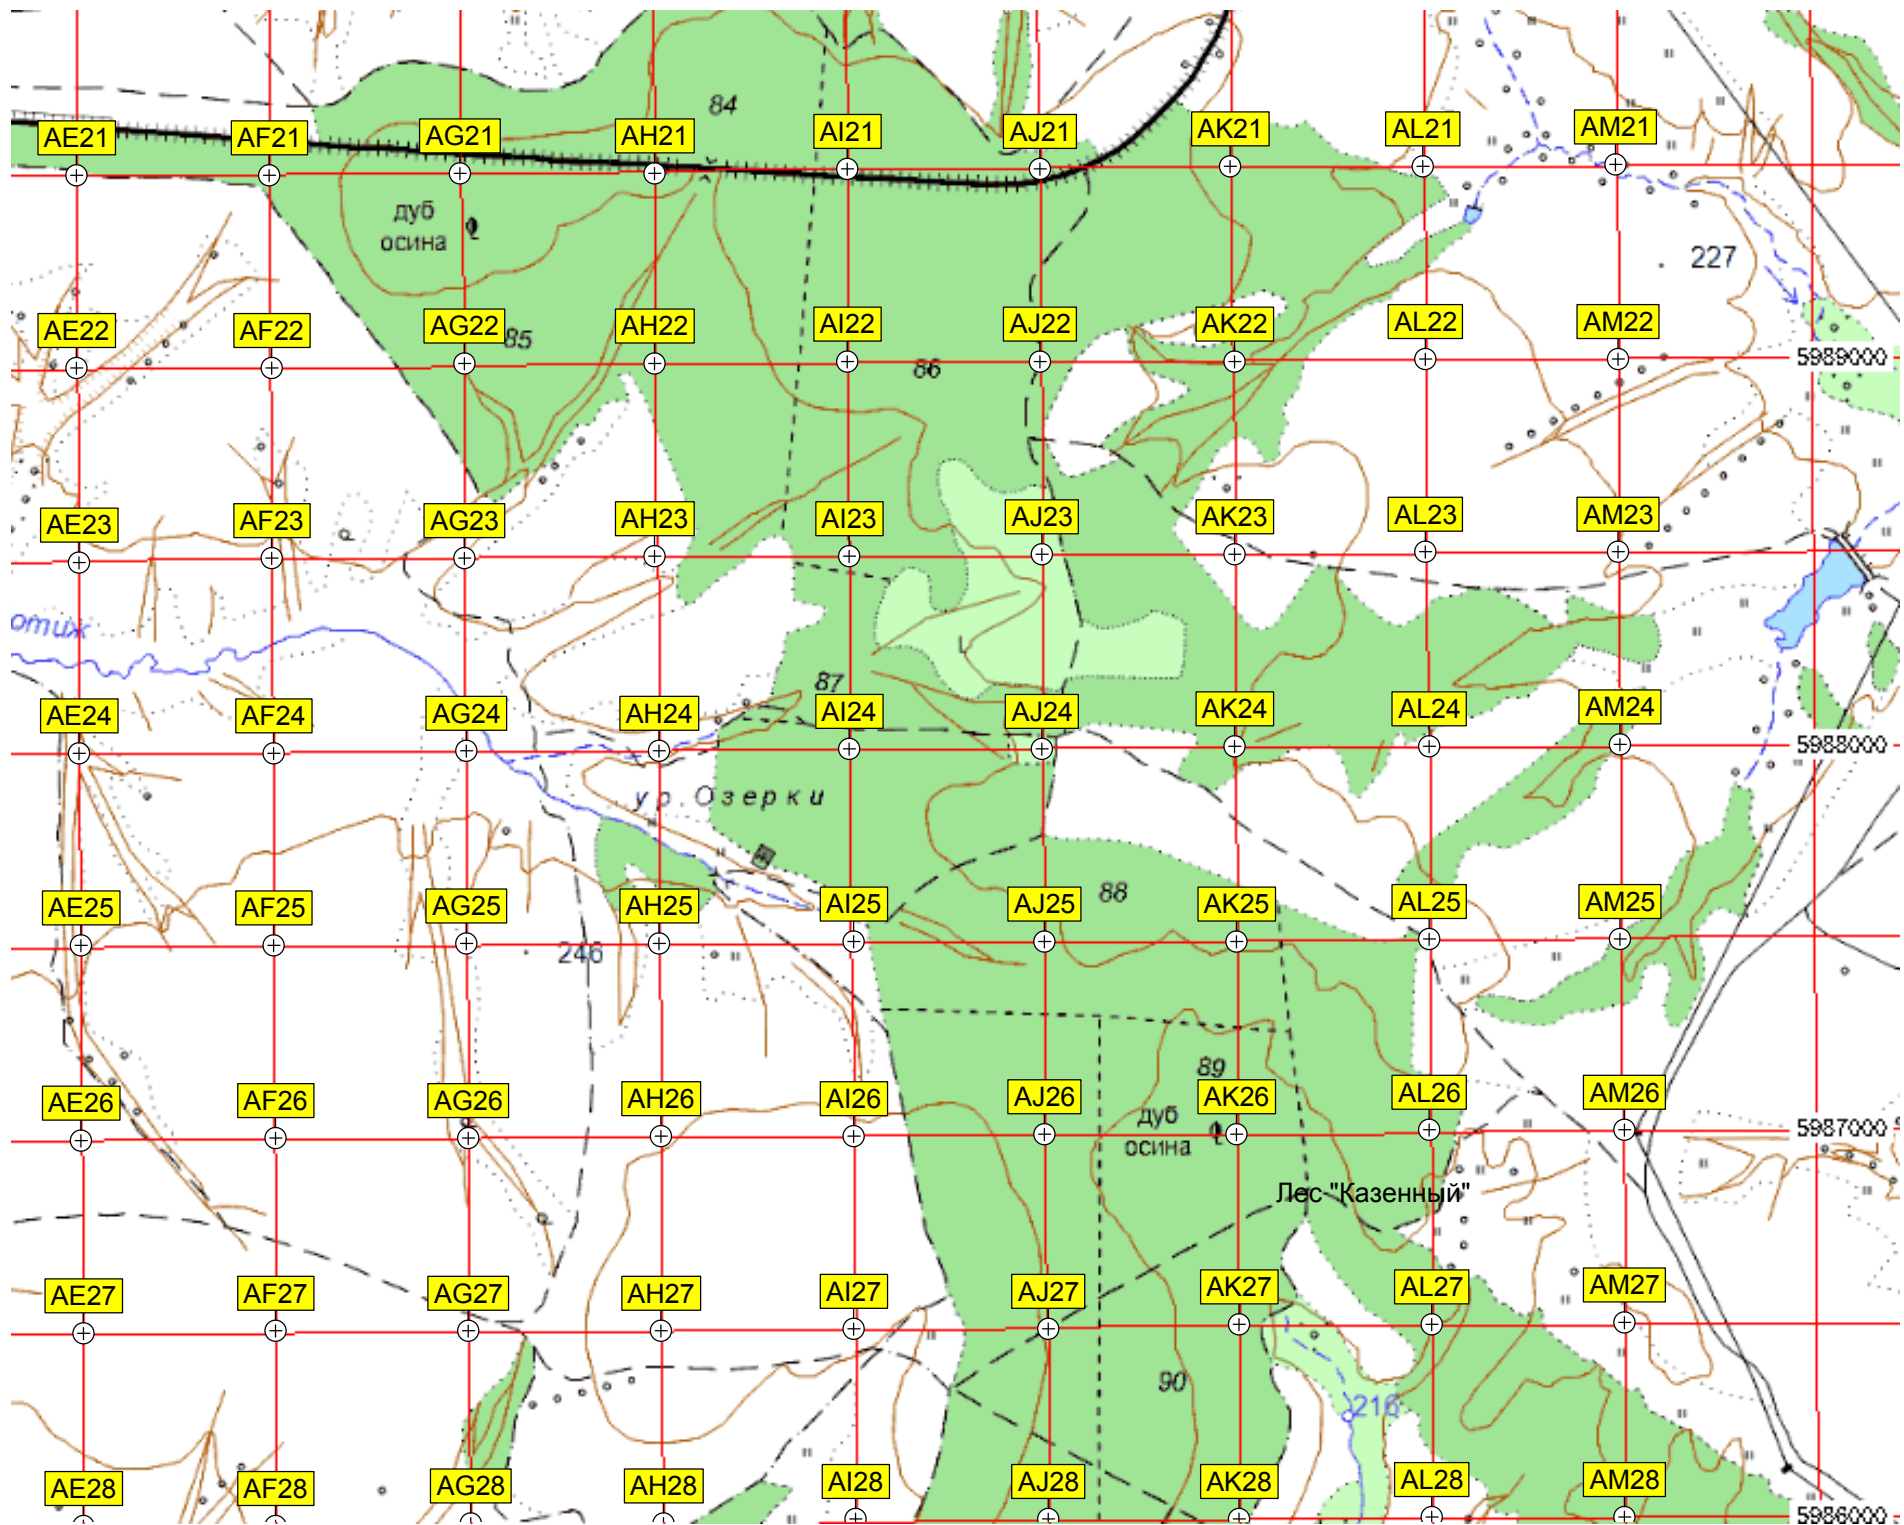 84
AE21 AF21 AG21 AH21 AI21 AJ21 AK21 AL21 AM21
дуб
осина
227
AE22 AF22 AG22 AH22 AI22 AJ22 AK22 AL22 AM22
85
86
5989000
AE23 AF23 AG23 AH23 AI23 AJ23 AK23 AL23 AM23
отиж
87
AE24 AF24 AG24 AH24 AI24 AJ24 AK24 AL24 AM24
5988000
ур. Озерки
88
AE25 AF25 AG25 AH25 AI25 AJ25 AK25 AL25 AM25
246
89
AE26 AF26 AG26 AH26 AI26 AJ26 AK26 AL26 AM26
дуб
осина
5987000
Лес "Казенный"
AE27 AF27 AG27 AH27 AI27 AJ27 AK27 AL27 AM27
90
216
AE28 AF28 AG28 AH28 AI28 AJ28 AK28 AL28 AM28
5986000